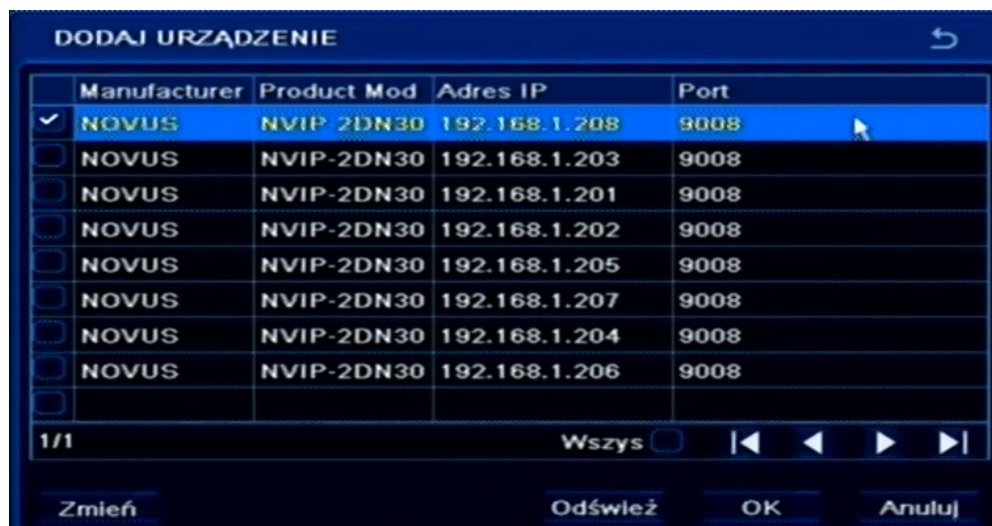 DODAJ URZĄDZENIE
Manufacturer Product Mod Adres IP Port
NOVUS NVIP-2DN30 192.168.1.208 9008
NOVUS NVIP-2DN30 192.168.1.203 9008
NOVUS NVIP-2DN30 192.168.1.201 9008
NOVUS NVIP-2DN30 192.168.1.202 9008
NOVUS NVIP-2DN30 192.168.1.205 9008
NOVUS NVIP-2DN30 192.168.1.207 9008
NOVUS NVIP-2DN30 192.168.1.204 9008
NOVUS NVIP-2DN30 192.168.1.206 9008
1/1 Wszys
Zmień Odśwież OK Anuluj